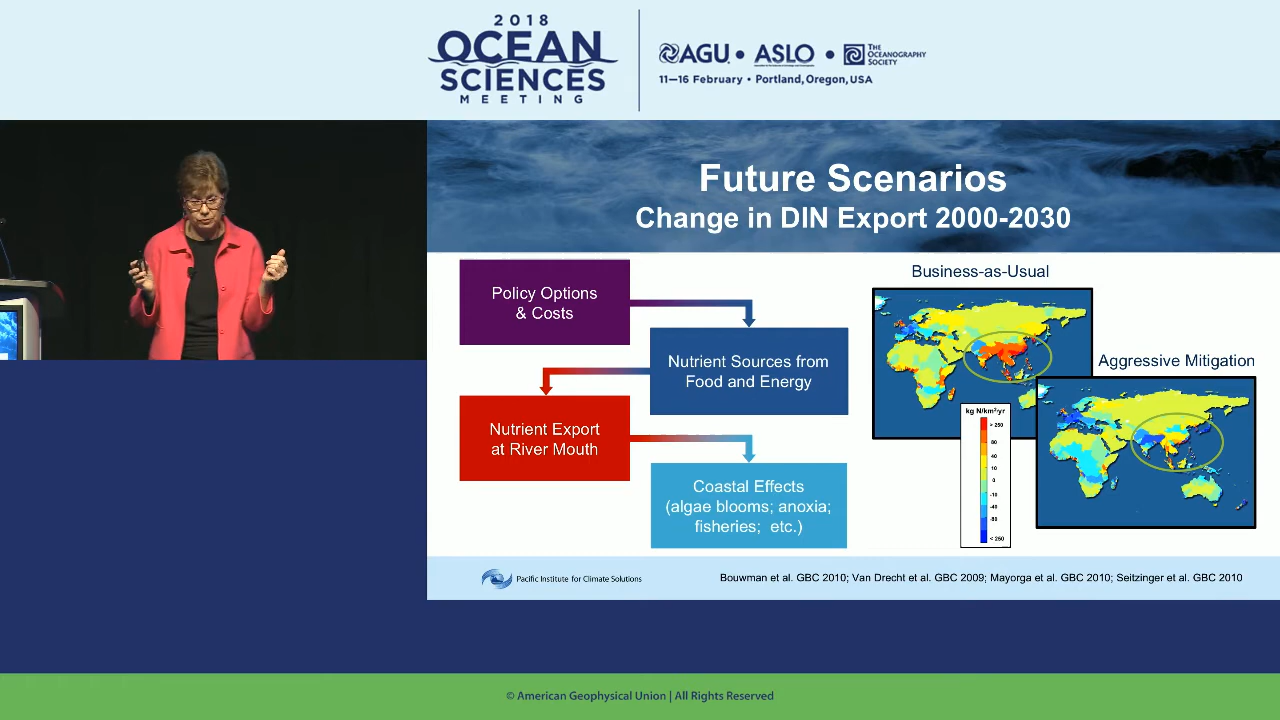 2018
OCEAN
SCIENCES
MEETING
AGU • ASLO • THE OCEANOGRAPHY SOCIETY
11–16 February • Portland, Oregon, USA
Future Scenarios
Change in DIN Export 2000-2030
Policy Options
& Costs
Nutrient Sources from
Food and Energy
Nutrient Export
at River Mouth
Coastal Effects
(algae blooms; anoxia;
fisheries; etc.)
Business-as-Usual
Aggressive Mitigation
kg N/km²/yr
> 250
80
40
10
0
-10
-40
-80
< 250
Pacific Institute for Climate Solutions
Bouwman et al. GBC 2010; Van Drecht et al. GBC 2009; Mayorga et al. GBC 2010; Seitzinger et al. GBC 2010
© American Geophysical Union | All Rights Reserved